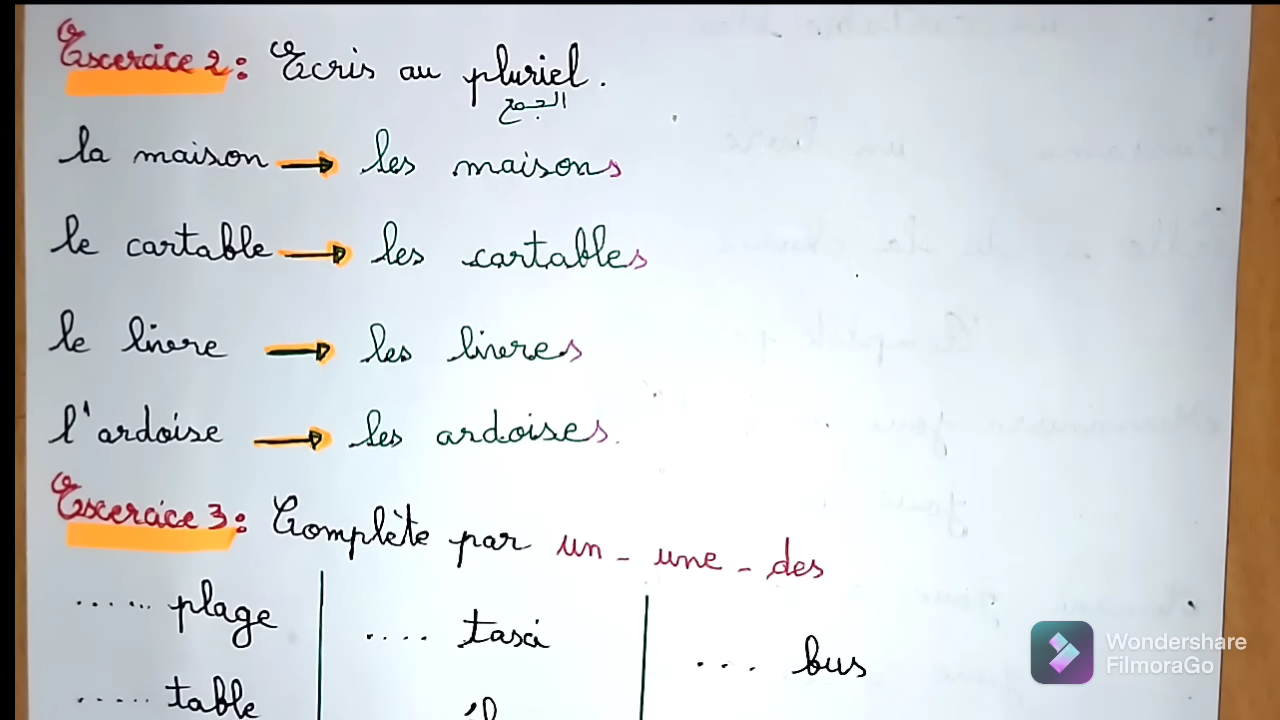 Exercice 2: Ecris au pluriel.
الجمع
la maison → les maisons
le cartable → les cartables
le livre → les livres
l'ardoise → les ardoises.
Exercice 3: Complète par un - une - des
...... plage
.... taxi
... bus
..... table
Wondershare
FilmoraGo